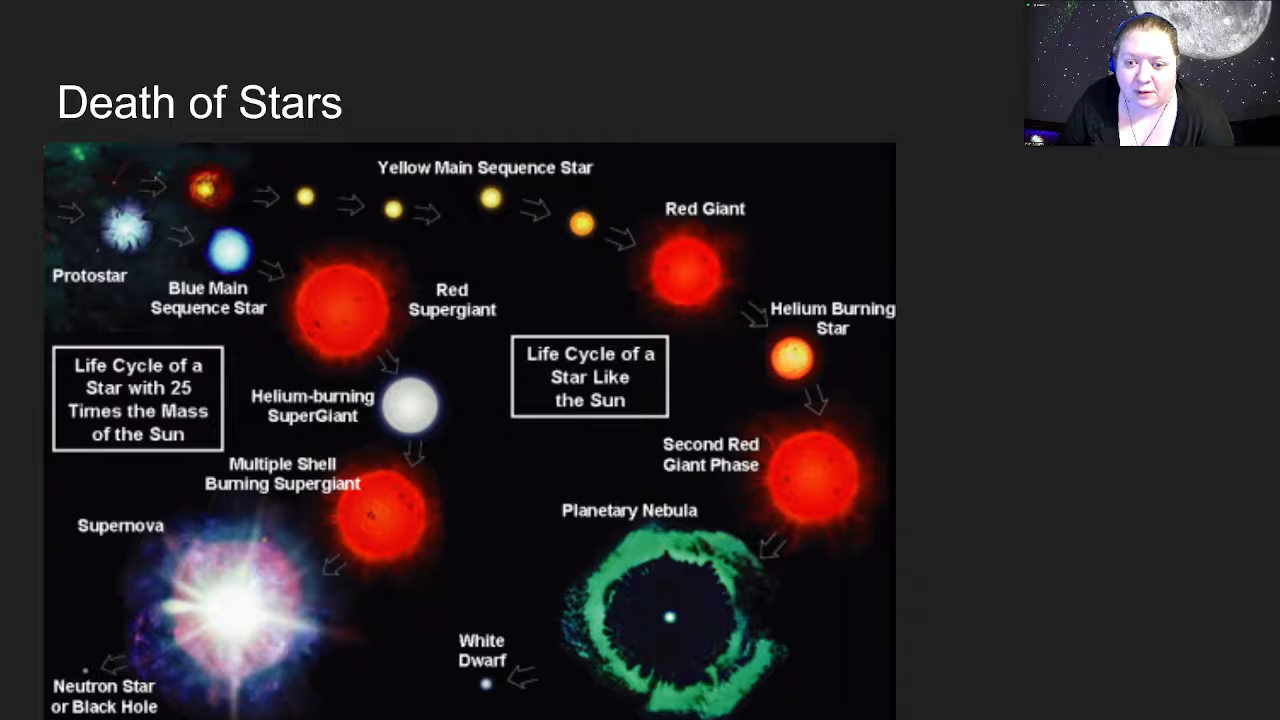 Death of Stars
Yellow Main Sequence Star
Red Giant
Protostar
Blue Main
Sequence Star
Red
Supergiant
Helium Burning
Star
Life Cycle of a
Star with 25
Times the Mass
of the Sun
Life Cycle of a
Star Like
the Sun
Helium-burning
SuperGiant
Second Red
Giant Phase
Multiple Shell
Burning Supergiant
Supernova
Planetary Nebula
White
Dwarf
Neutron Star
or Black Hole